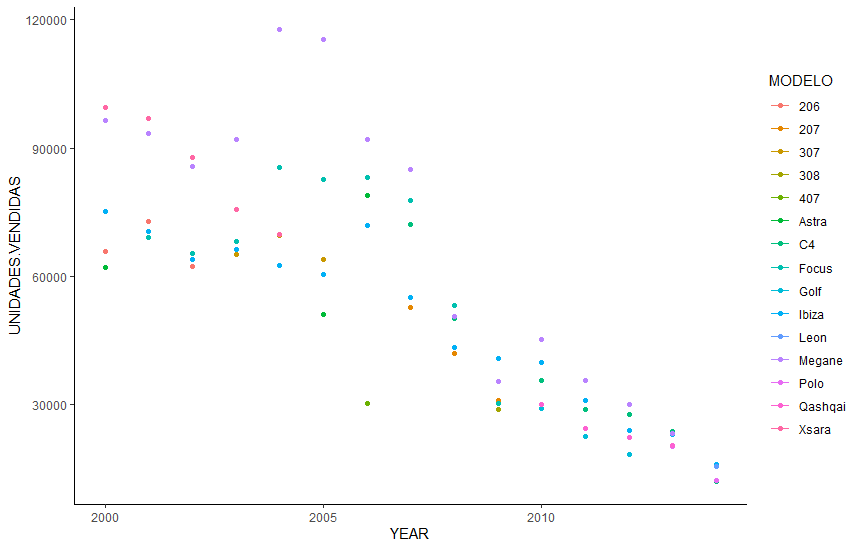 120000
90000
60000
30000
UNIDADES.VENDIDAS
2000
2005
2010
YEAR
MODELO
206
207
307
308
407
Astra
C4
Focus
Golf
Ibiza
Leon
Megane
Polo
Qashqai
Xsara